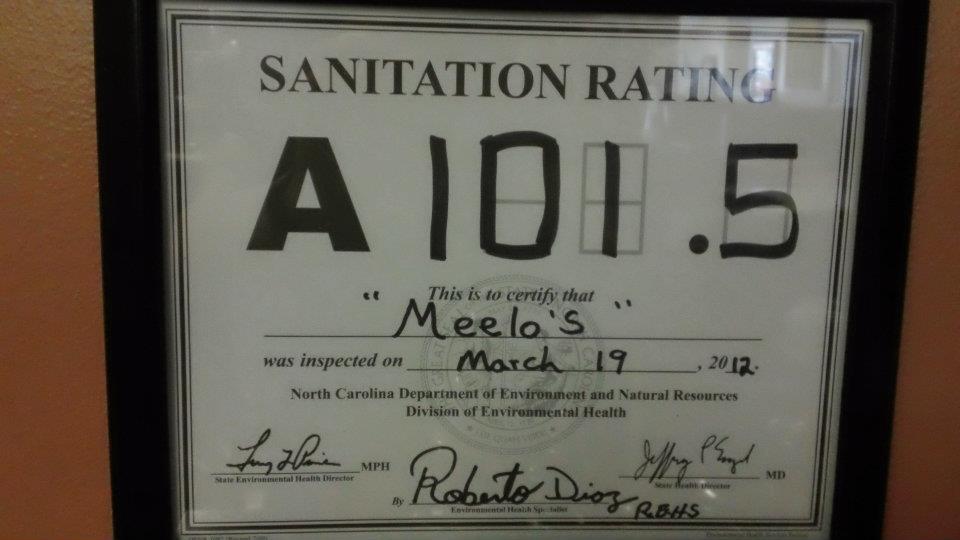 SANITATION RATING
A 101.5
This is to certify that
"Meelo's"
was inspected on March 19, 2012.
North Carolina Department of Environment and Natural Resources
Division of Environmental Health
MPH
State Environmental Health Director
MD
State Health Director
By Roberto Dioz
Environmental Health Specialist
R.E.H.S